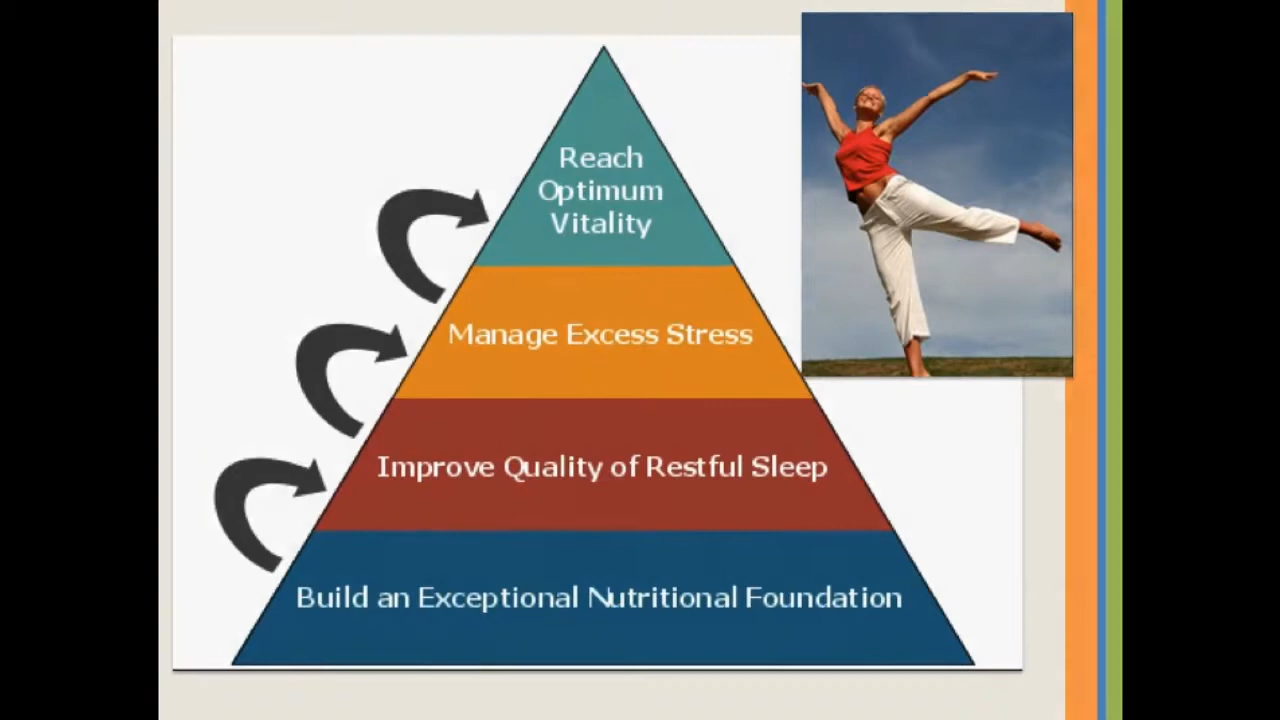 Reach
Optimum
Vitality
Manage Excess Stress
Improve Quality of Restful Sleep
Build an Exceptional Nutritional Foundation